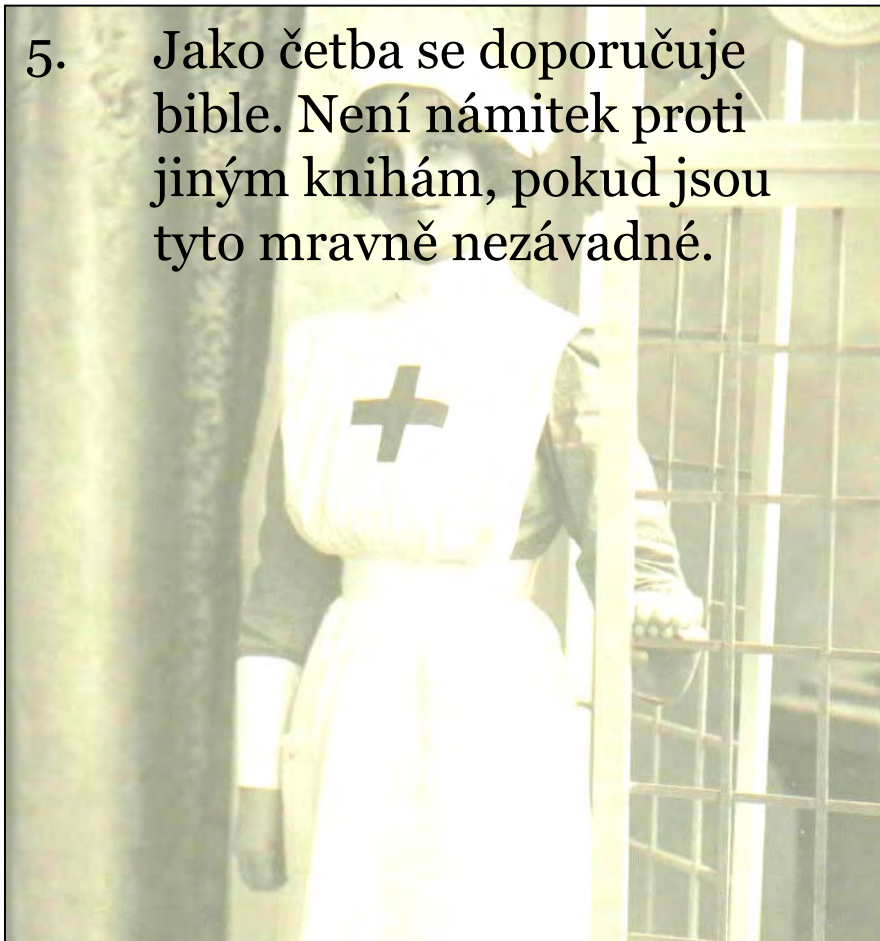 5. Jako četba se doporučuje
bible. Není námitek proti
jiným knihám, pokud jsou
tyto mravně nezávadné.